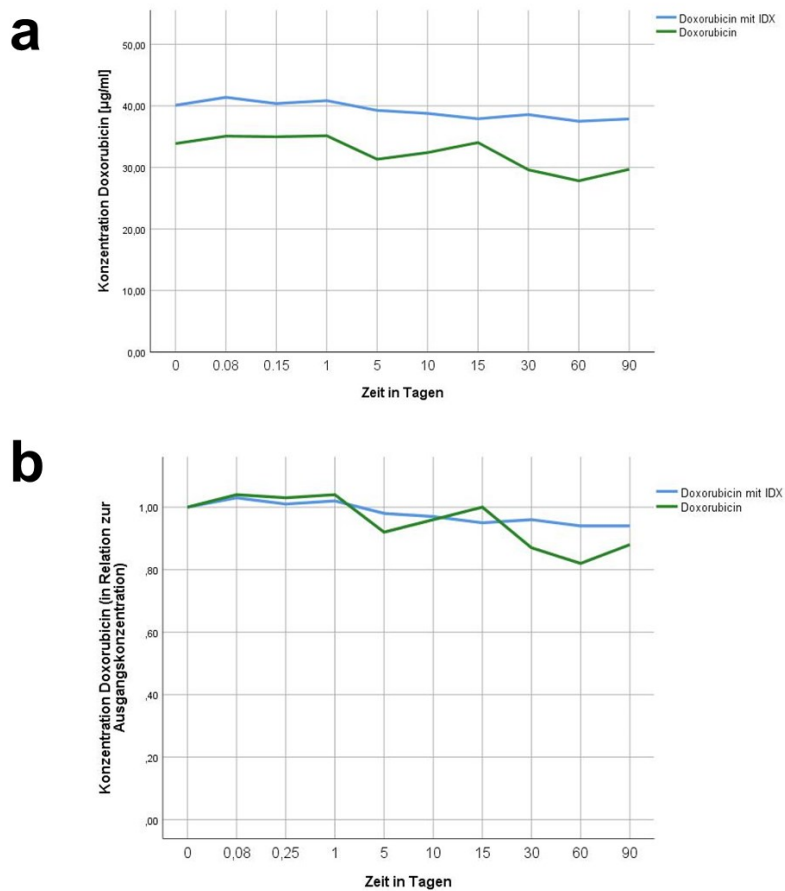 a
Doxorubicin mit IDX
Doxorubicin
Konzentration Doxorubicin [µg/ml]
50,00
40,00
30,00
20,00
10,00
0,00
0 0.08 0.15 1 5 10 15 30 60 90
Zeit in Tagen
b
Doxorubicin mit IDX
Doxorubicin
Konzentration Doxorubicin (in Relation zur
Ausgangskonzentration)
1,00
,80
,60
,40
,20
,00
0 0,08 0,25 1 5 10 15 30 60 90
Zeit in Tagen